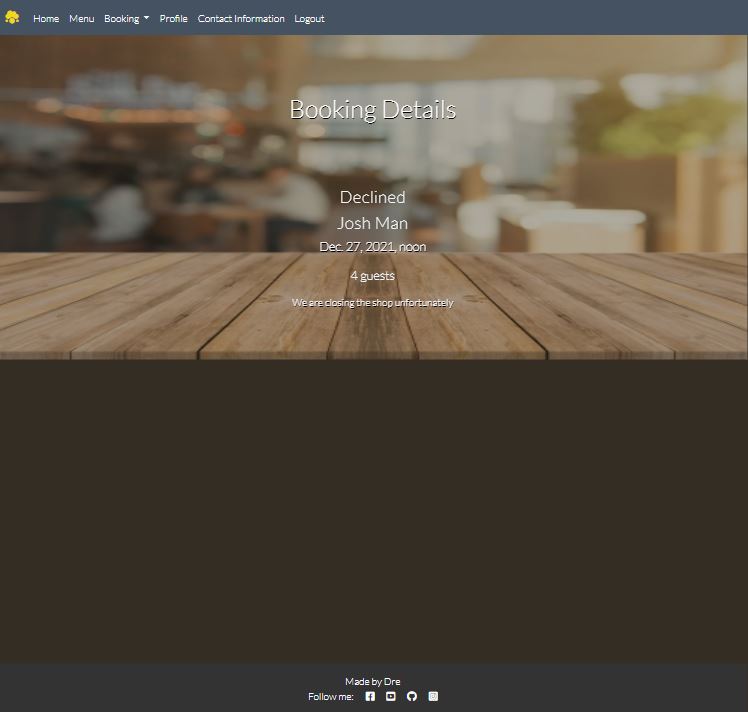 Home Menu Booking Profile Contact Information Logout
Booking Details
Declined
Josh Man
Dec. 27, 2021, noon
4 guests
We are closing the shop unfortunately
Made by Dre
Follow me: